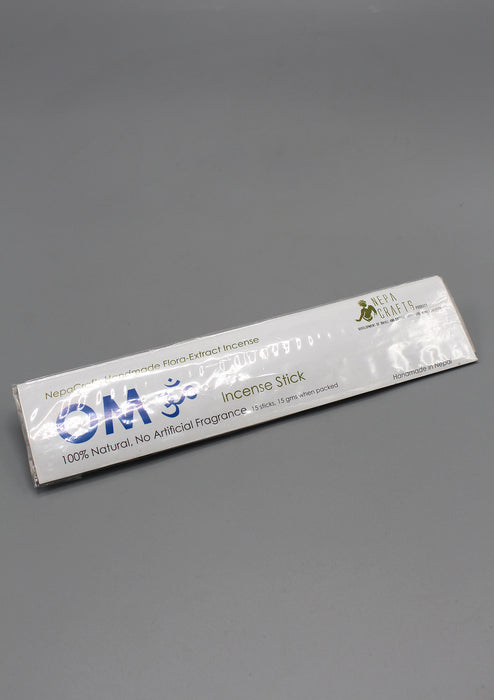 NEPA
CRAFTS
PRODUCT
NepaCrafts Handmade Flora-Extract Incense
OM ॐ Incense Stick
Handmade in Nepal
100% Natural, No Artificial Fragrance, 15 sticks, 15 gms when packed